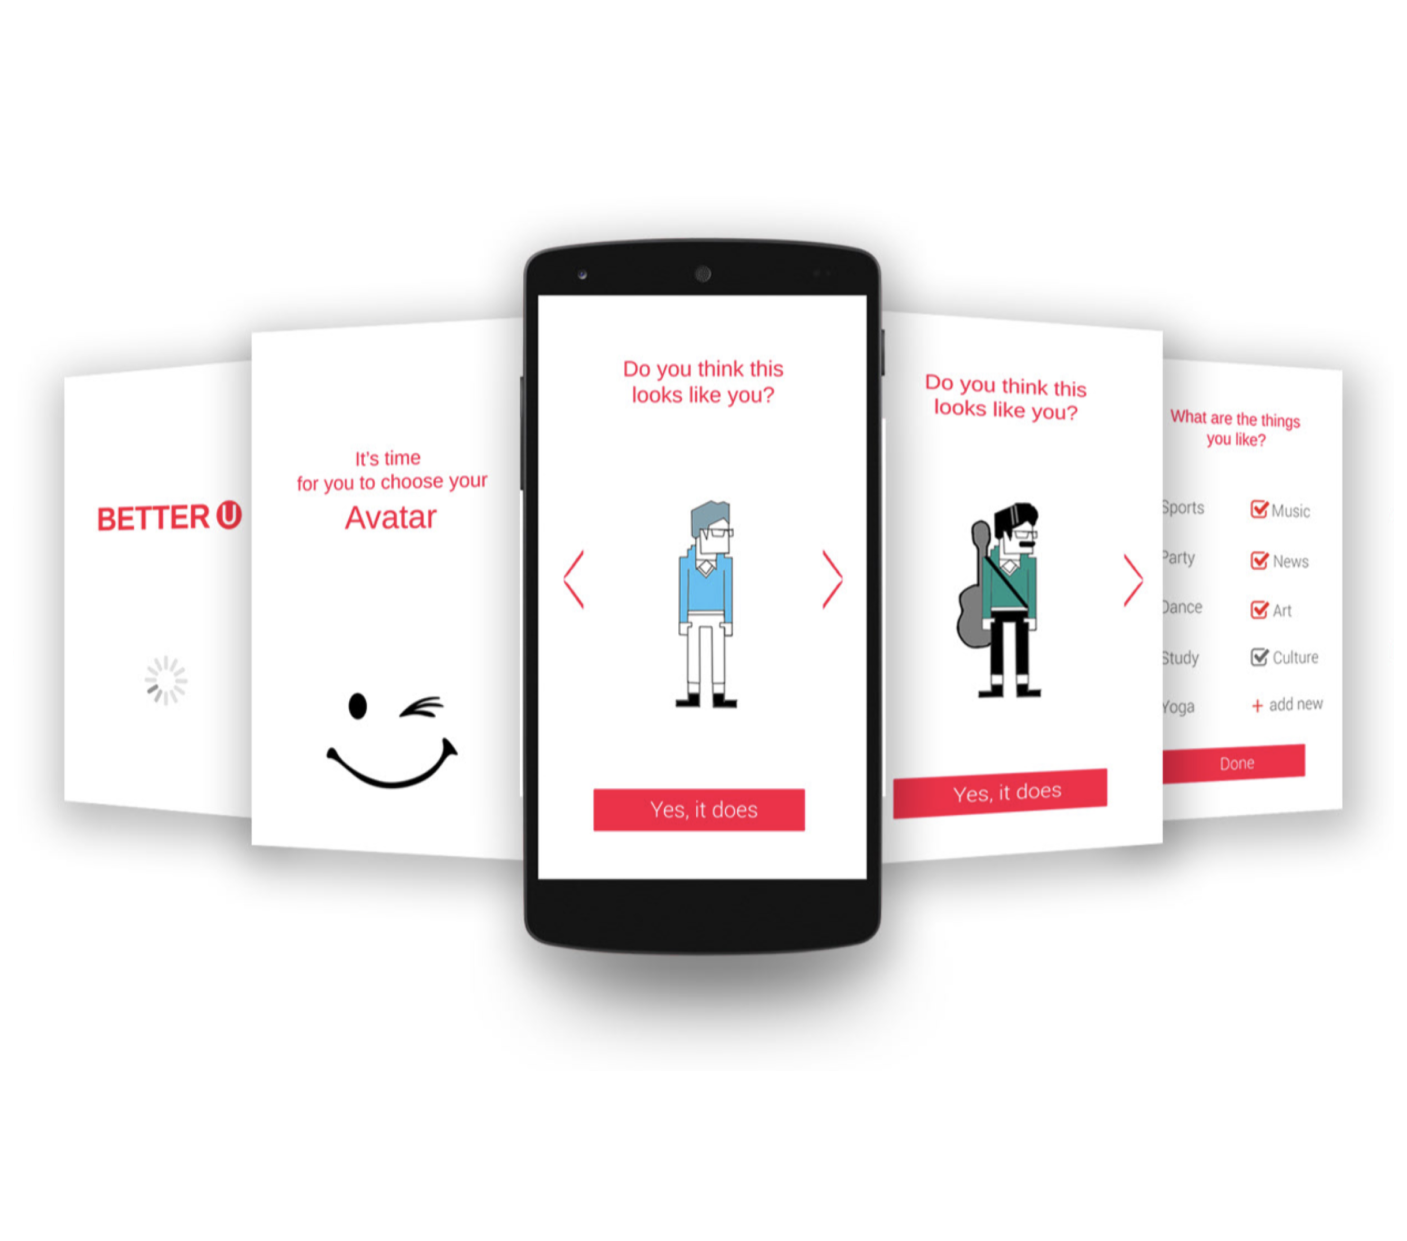 BETTER U
It's time
for you to choose your
Avatar
Do you think this
looks like you?
Yes, it does
Do you think this
looks like you?
Yes, it does
What are the things
you like?
Sports
Music
Party
News
Dance
Art
Study
Culture
Yoga
+ add new
Done